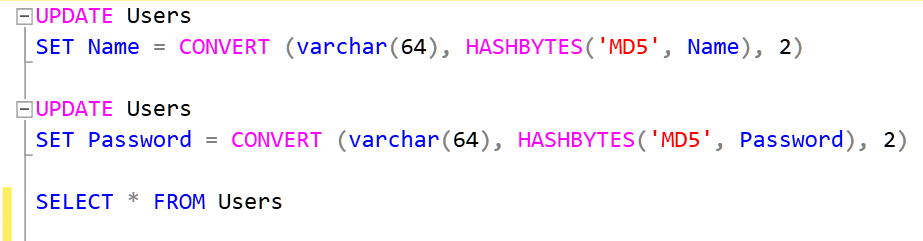 UPDATE Users
SET Name = CONVERT (varchar(64), HASHBYTES('MD5', Name), 2)
UPDATE Users
SET Password = CONVERT (varchar(64), HASHBYTES('MD5', Password), 2)
SELECT * FROM Users